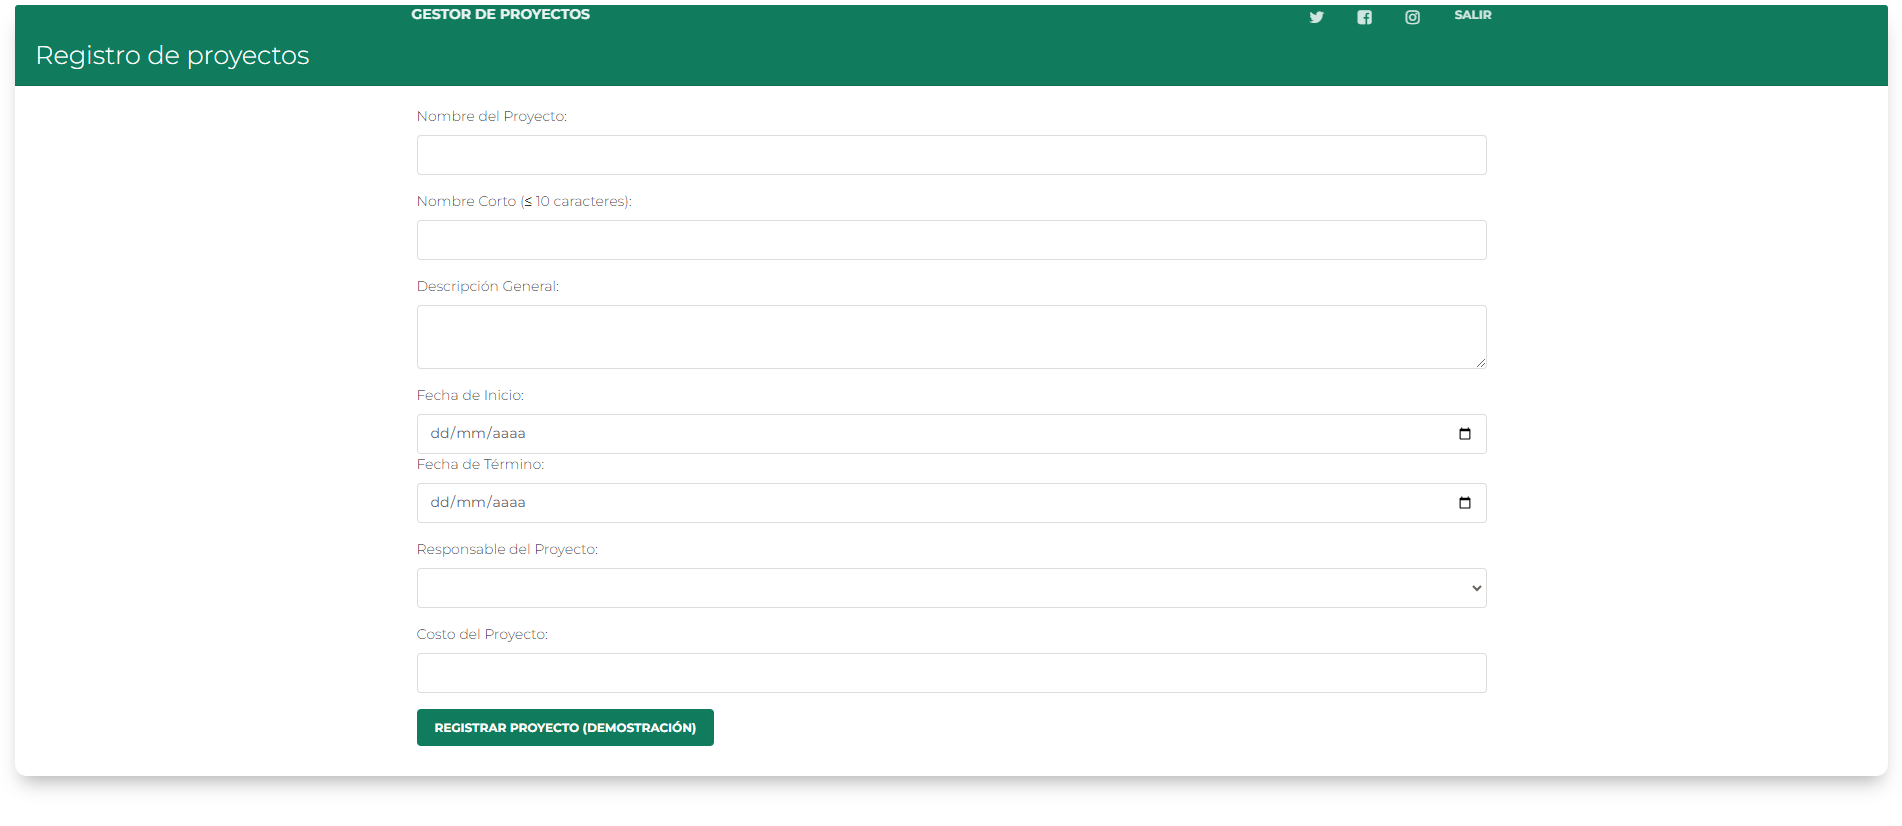 GESTOR DE PROYECTOS
SALIR
Registro de proyectos
Nombre del Proyecto:
Nombre Corto (≤ 10 caracteres):
Descripción General:
Fecha de Inicio:
dd/mm/aaaa
Fecha de Término:
dd/mm/aaaa
Responsable del Proyecto:
Costo del Proyecto:
REGISTRAR PROYECTO (DEMOSTRACIÓN)